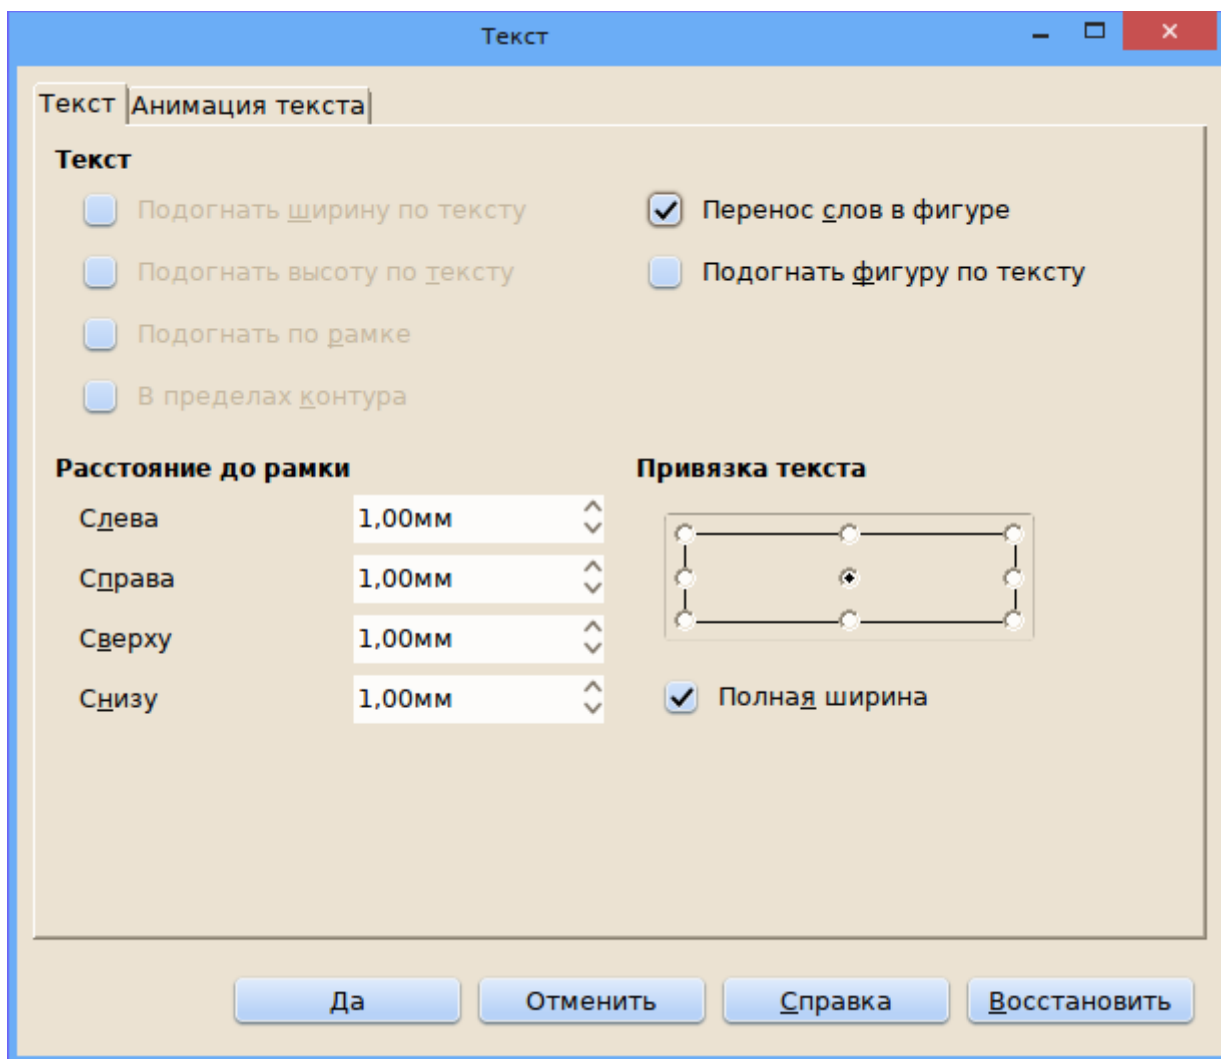 Текст
Текст Анимация текста
Текст
Подогнать ширину по тексту
Подогнать высоту по тексту
Подогнать по рамке
В пределах контура
Перенос слов в фигуре
Подогнать фигуру по тексту
Расстояние до рамки
Слева 1,00мм
Справа 1,00мм
Сверху 1,00мм
Снизу 1,00мм
Привязка текста
Полная ширина
Да Отменить Справка Восстановить